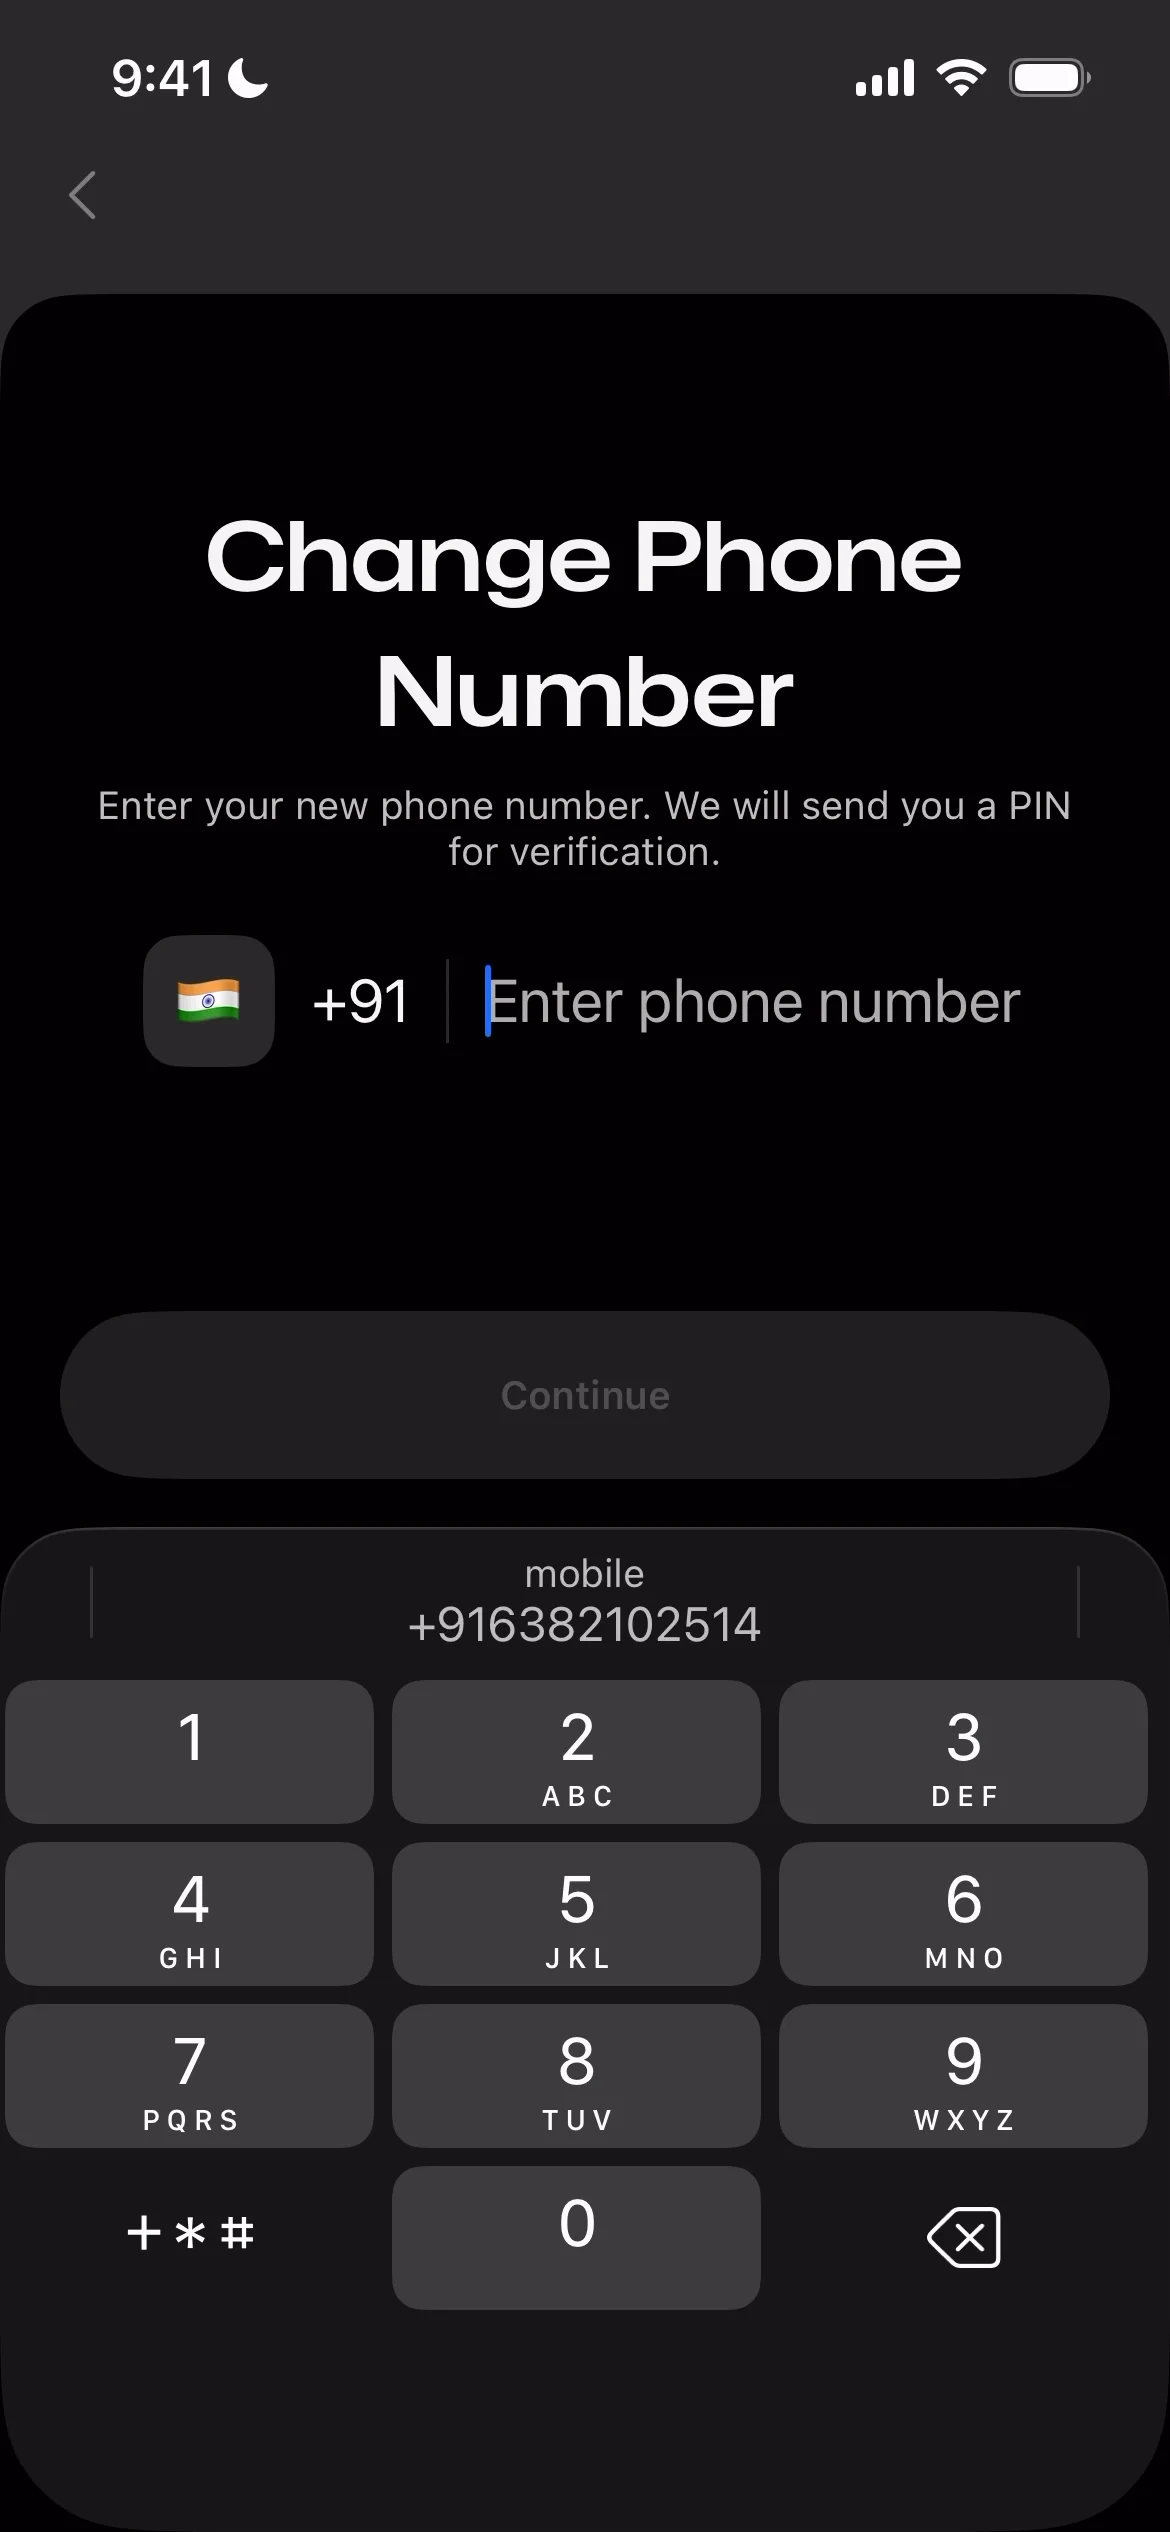 9:41
Change Phone
Number
Enter your new phone number. We will send you a PIN
for verification.
+91 Enter phone number
Continue
mobile
+916382102514
1 2 3
ABC DEF
4 5 6
GHI JKL MNO
7 8 9
PQRS TUV WXYZ
+*# 0